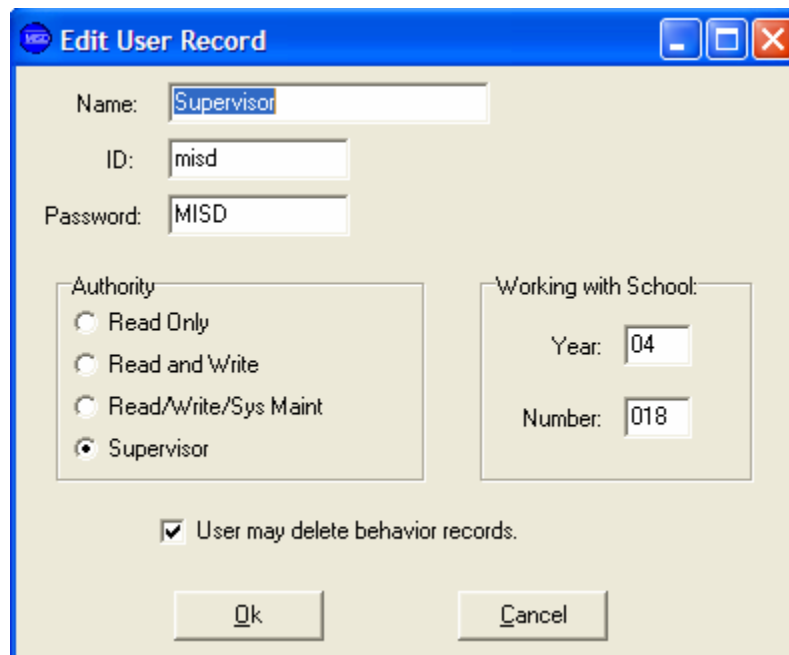 MISD Edit User Record
Name: Supervisor
ID: misd
Password: MISD
Authority
Read Only
Read and Write
Read/Write/Sys Maint
Supervisor
Working with School:
Year: 04
Number: 018
User may delete behavior records.
Ok
Cancel